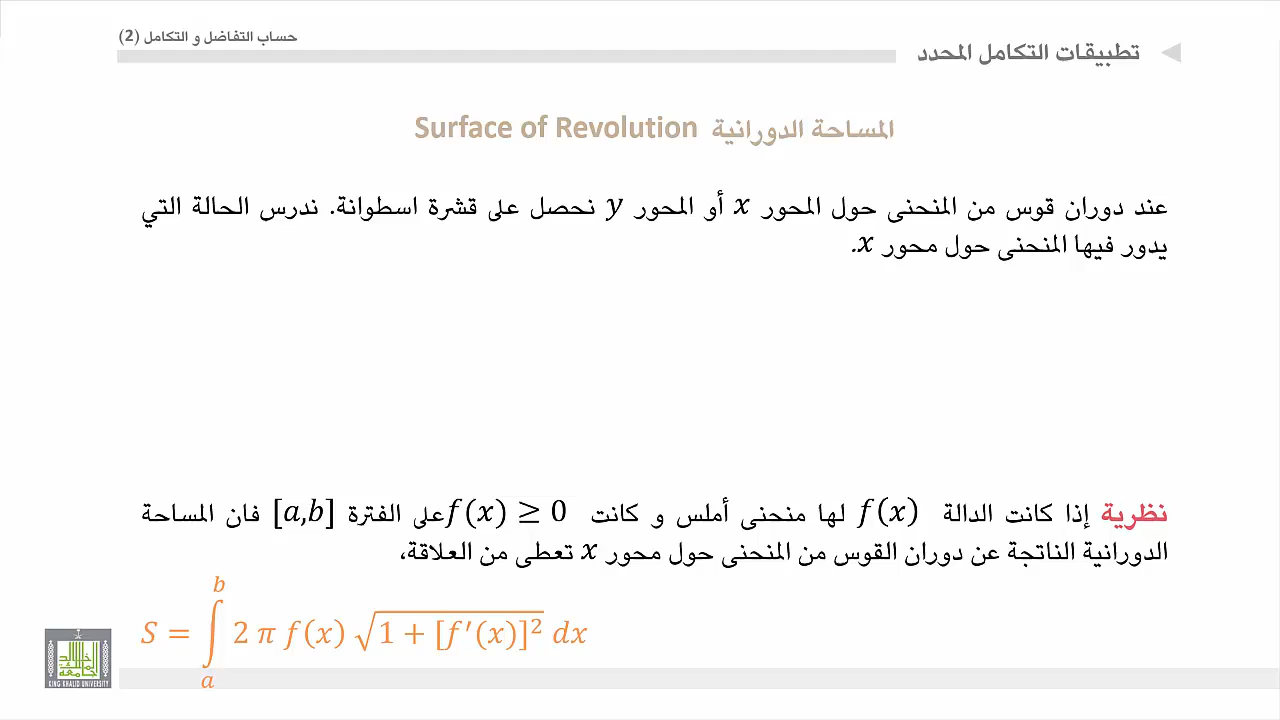 حساب التفاضل و التكامل (2)
تطبيقات التكامل المحدد
المساحة الدورانية Surface of Revolution
عند دوران قوس من المنحنى حول المحور x أو المحور y نحصل على قشرة اسطوانة. ندرس الحالة التي
يدور فيها المنحنى حول محور x.
نظرية إذا كانت الدالة f(x) لها منحنى أملس و كانت f(x) ≥ 0 على الفترة [a,b] فان المساحة
الدورانية الناتجة عن دوران القوس من المنحنى حول محور x تعطى من العلاقة،
S = ∫_a^b 2 π f(x) √(1 + [f′(x)]²) dx
جامعة الملك خالد
KING KHALID UNIVERSITY